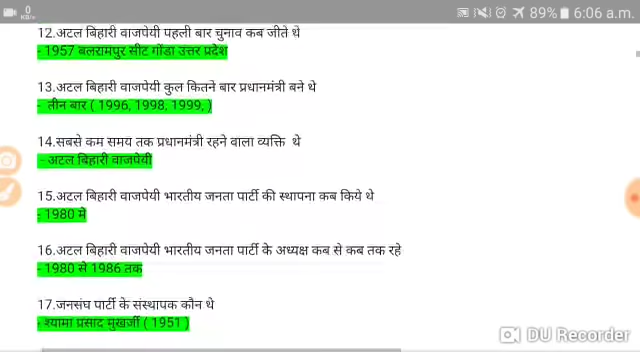 0
KB/s
89%
6:06 a.m.
12.अटल बिहारी वाजपेयी पहली बार चुनाव कब जीते थे
- 1957 बलरामपुर सीट गोंडा उत्तर प्रदेश
13.अटल बिहारी वाजपेयी कुल कितने बार प्रधानमंत्री बने थे
- तीन बार ( 1996, 1998, 1999, )
14.सबसे कम समय तक प्रधानमंत्री रहने वाला व्यक्ति थे
- अटल बिहारी वाजपेयी
15.अटल बिहारी वाजपेयी भारतीय जनता पार्टी की स्थापना कब किये थे
- 1980 मे
16.अटल बिहारी वाजपेयी भारतीय जनता पार्टी के अध्यक्ष कब से कब तक रहे
- 1980 से 1986 तक
17.जनसंघ पार्टी के संस्थापक कौन थे
- श्यामा प्रसाद मुखर्जी ( 1951 )
DU Recorder